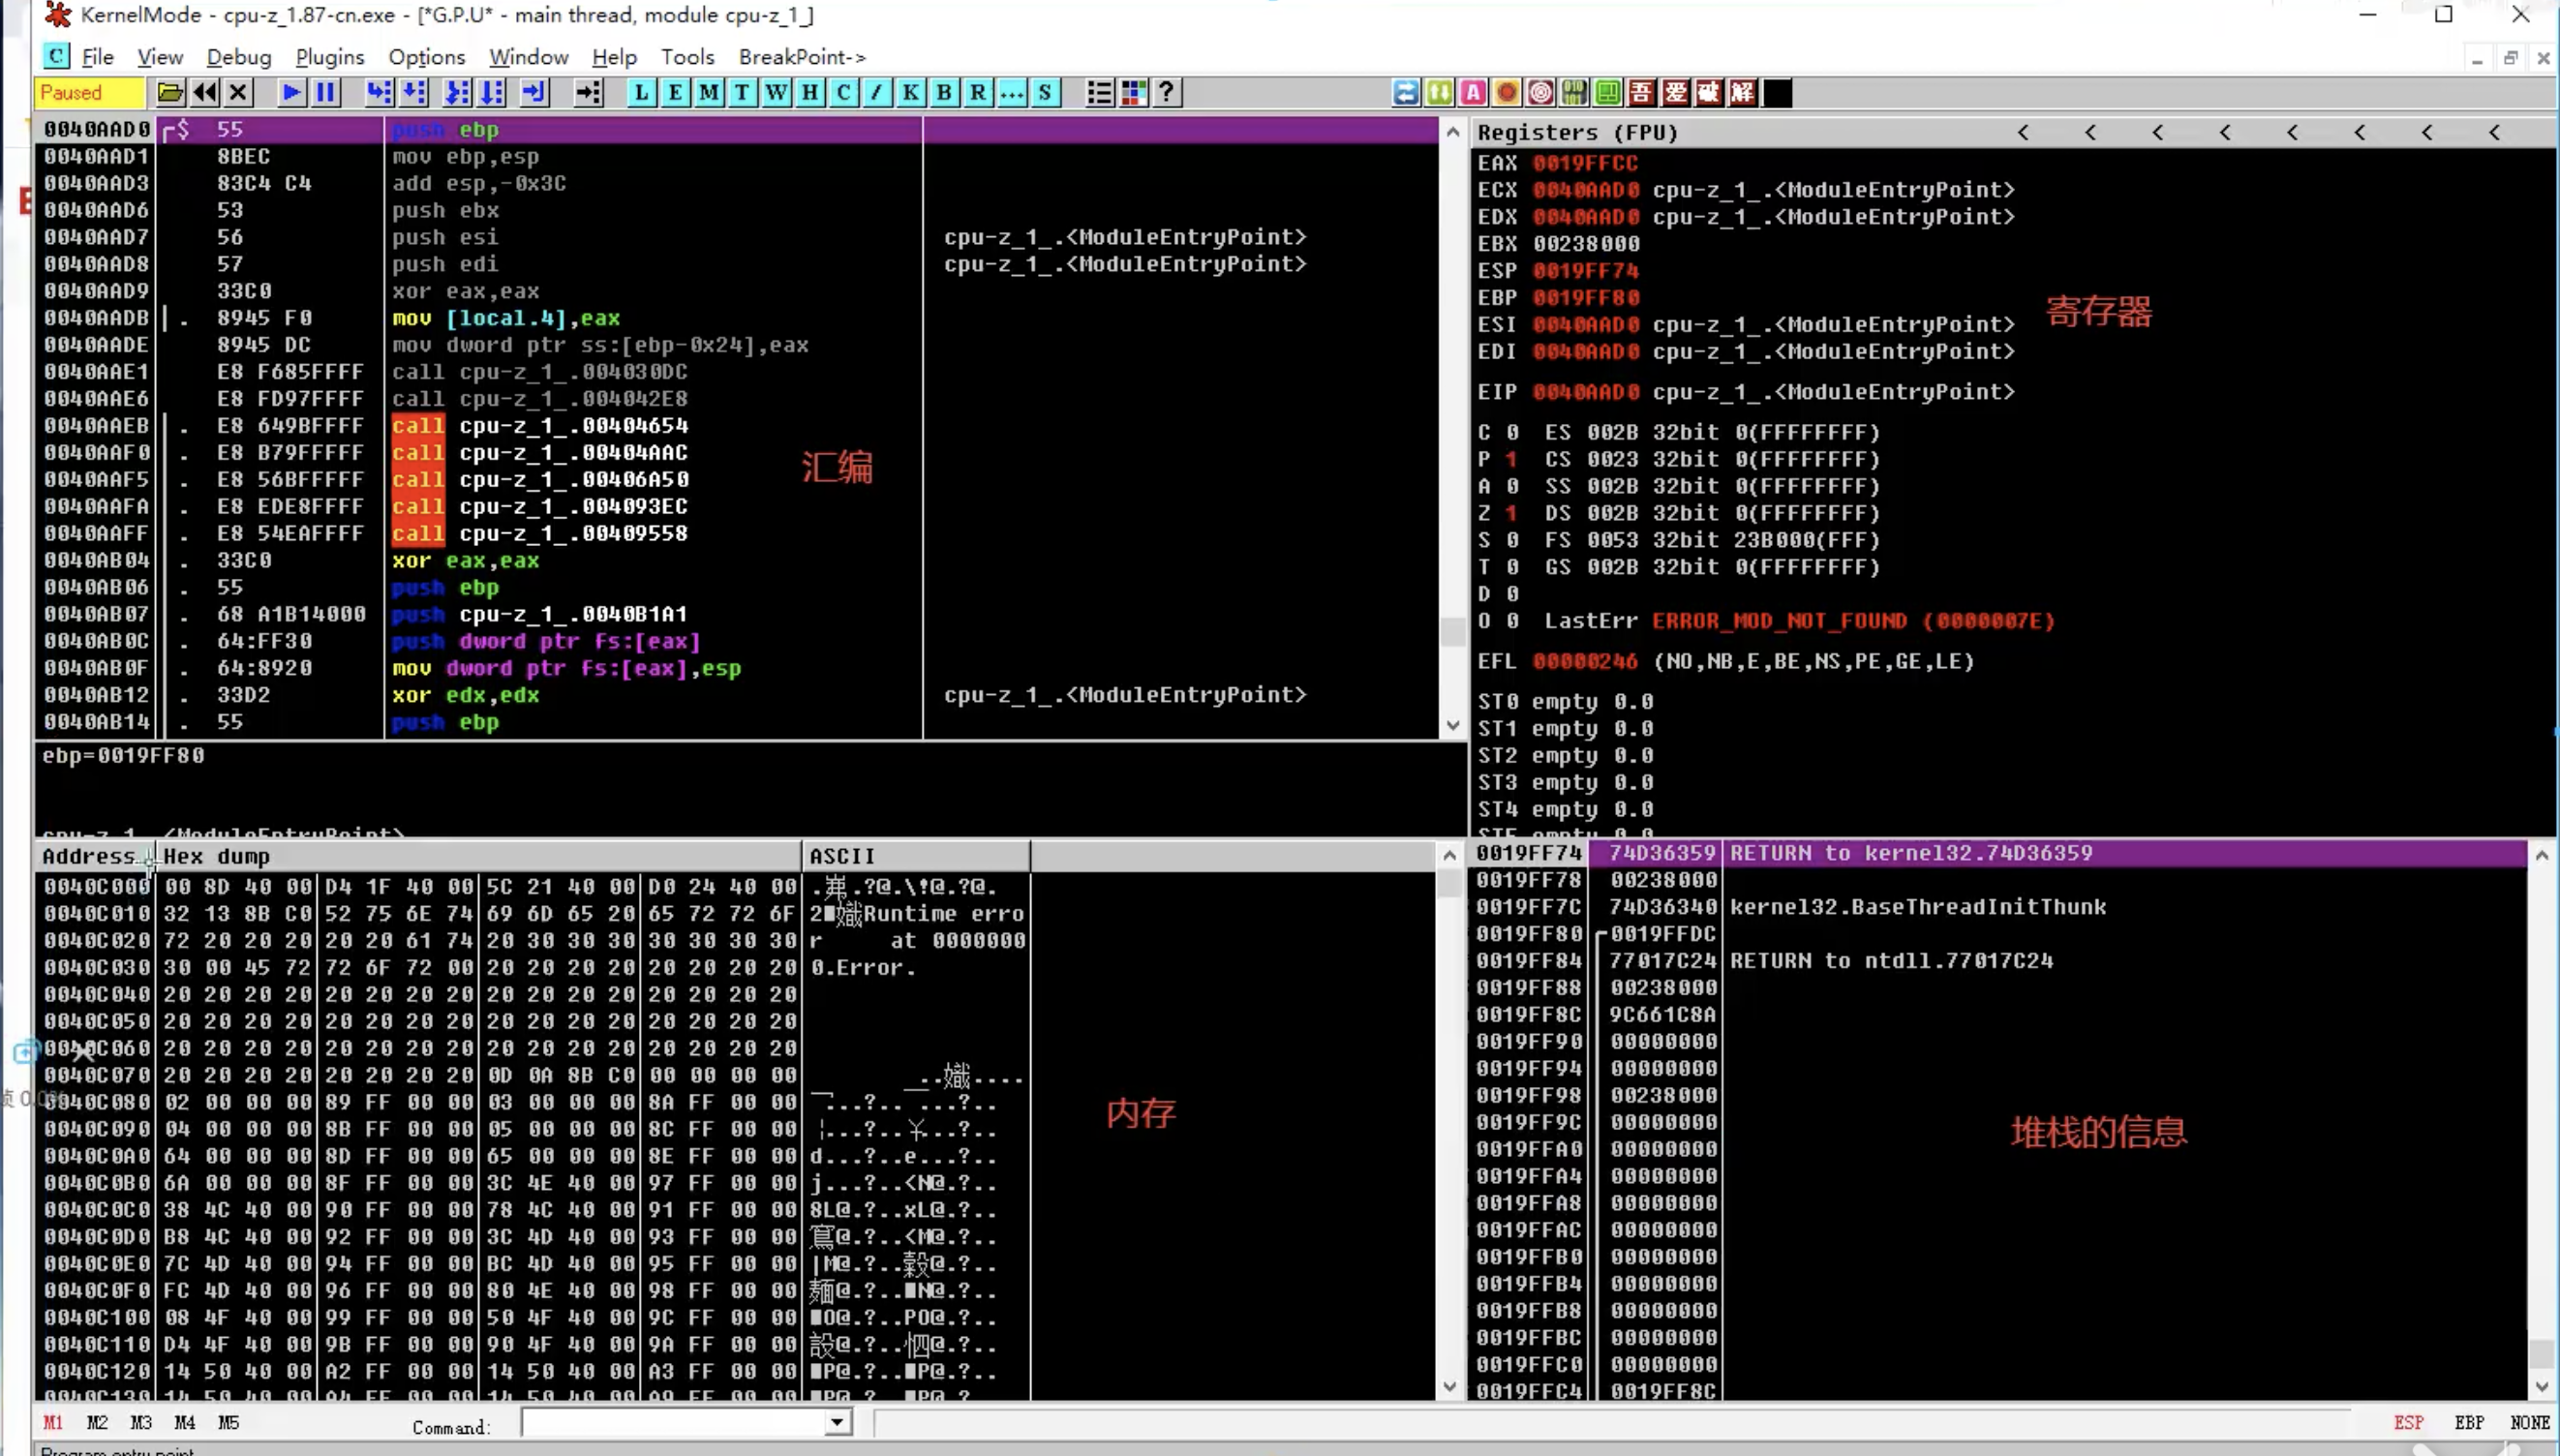 KernelMode - cpu-z_1.87-cn.exe - [*G.P.U* - main thread, module cpu-z_1_]
C File View Debug Plugins Options Window Help Tools BreakPoint->
Paused L E M T W H C / K B R ... S ? A 吾 爱 破 解
0040AAD0 $ 55 push ebp
0040AAD1 8BEC mov ebp,esp
0040AAD3 83C4 C4 add esp,-0x3C
0040AAD6 53 push ebx
0040AAD7 56 push esi cpu-z_1_.<ModuleEntryPoint>
0040AAD8 57 push edi cpu-z_1_.<ModuleEntryPoint>
0040AAD9 33C0 xor eax,eax
0040AADB . 8945 F0 mov [local.4],eax
0040AADE 8945 DC mov dword ptr ss:[ebp-0x24],eax
0040AAE1 E8 F685FFFF call cpu-z_1_.004030DC
0040AAE6 E8 FD97FFFF call cpu-z_1_.004042E8
0040AAEB . E8 649BFFFF call cpu-z_1_.00404654
0040AAF0 . E8 B79FFFFF call cpu-z_1_.00404AAC
0040AAF5 . E8 56BFFFFF call cpu-z_1_.00406A50
0040AAFA . E8 EDE8FFFF call cpu-z_1_.004093EC
0040AAFF . E8 54EAFFFF call cpu-z_1_.00409558
0040AB04 . 33C0 xor eax,eax
0040AB06 . 55 push ebp
0040AB07 . 68 A1B14000 push cpu-z_1_.0040B1A1
0040AB0C . 64:FF30 push dword ptr fs:[eax]
0040AB0F . 64:8920 mov dword ptr fs:[eax],esp
0040AB12 . 33D2 xor edx,edx cpu-z_1_.<ModuleEntryPoint>
0040AB14 . 55 push ebp
汇编
ebp=0019FF80
cpu-z_1_.<ModuleEntryPoint>
Registers (FPU) < < < < < < < <
EAX 0019FFCC
ECX 0040AAD0 cpu-z_1_.<ModuleEntryPoint>
EDX 0040AAD0 cpu-z_1_.<ModuleEntryPoint>
EBX 00238000
ESP 0019FF74
EBP 0019FF80
ESI 0040AAD0 cpu-z_1_.<ModuleEntryPoint>
EDI 0040AAD0 cpu-z_1_.<ModuleEntryPoint>
寄存器
EIP 0040AAD0 cpu-z_1_.<ModuleEntryPoint>
C 0 ES 002B 32bit 0(FFFFFFFF)
P 1 CS 0023 32bit 0(FFFFFFFF)
A 0 SS 002B 32bit 0(FFFFFFFF)
Z 1 DS 002B 32bit 0(FFFFFFFF)
S 0 FS 0053 32bit 23B000(FFF)
T 0 GS 002B 32bit 0(FFFFFFFF)
D 0
O 0 LastErr ERROR_MOD_NOT_FOUND (0000007E)
EFL 00000246 (NO,NB,E,BE,NS,PE,GE,LE)
ST0 empty 0.0
ST1 empty 0.0
ST2 empty 0.0
ST3 empty 0.0
ST4 empty 0.0
Address Hex dump ASCII
0040C000 00 8D 40 00 D4 1F 40 00 5C 21 40 00 D0 24 40 00
0040C010 32 13 8B C0 52 75 6E 74 69 6D 65 20 65 72 72 6F Runtime erro
0040C020 72 20 20 20 20 20 61 74 20 30 30 30 30 30 30 30 r at 0000000
0040C030 30 00 45 72 72 6F 72 00 20 20 20 20 20 20 20 20 0.Error.
0040C040 20 20 20 20 20 20 20 20 20 20 20 20 20 20 20 20
0040C050 20 20 20 20 20 20 20 20 20 20 20 20 20 20 20 20
0040C060 20 20 20 20 20 20 20 20 20 20 20 20 20 20 20 20
0040C070 20 20 20 20 20 20 20 20 0D 0A 8B C0 00 00 00 00
0040C080 02 00 00 00 89 FF 00 00 03 00 00 00 8A FF 00 00
0040C090 04 00 00 00 8B FF 00 00 05 00 00 00 8C FF 00 00
0040C0A0 64 00 00 00 8D FF 00 00 65 00 00 00 8E FF 00 00 d...?..e...?..
0040C0B0 6A 00 00 00 8F FF 00 00 3C 4E 40 00 97 FF 00 00 j...?..<N@.?..
0040C0C0 38 4C 40 00 90 FF 00 00 78 4C 40 00 91 FF 00 00 8L@.?..xL@.?..
0040C0D0 B8 4C 40 00 92 FF 00 00 3C 4D 40 00 93 FF 00 00
0040C0E0 7C 4D 40 00 94 FF 00 00 BC 4D 40 00 95 FF 00 00
0040C0F0 FC 4D 40 00 96 FF 00 00 80 4E 40 00 98 FF 00 00
0040C100 08 4F 40 00 99 FF 00 00 50 4F 40 00 9C FF 00 00
0040C110 D4 4F 40 00 9B FF 00 00 90 4F 40 00 9A FF 00 00
0040C120 14 50 40 00 A2 FF 00 00 14 50 40 00 A3 FF 00 00
内存
0019FF74 74D36359 RETURN to kernel32.74D36359
0019FF78 00238000
0019FF7C 74D36340 kernel32.BaseThreadInitThunk
0019FF80 0019FFDC
0019FF84 77017C24 RETURN to ntdll.77017C24
0019FF88 00238000
0019FF8C 9C661C8A
0019FF90 00000000
0019FF94 00000000
0019FF98 00238000
0019FF9C 00000000
0019FFA0 00000000
0019FFA4 00000000
0019FFA8 00000000
0019FFAC 00000000
0019FFB0 00000000
0019FFB4 00000000
0019FFB8 00000000
0019FFBC 00000000
0019FFC0 00000000
0019FFC4 0019FF8C
堆栈的信息
M1 M2 M3 M4 M5 Command: ESP EBP NONE
Program entry point